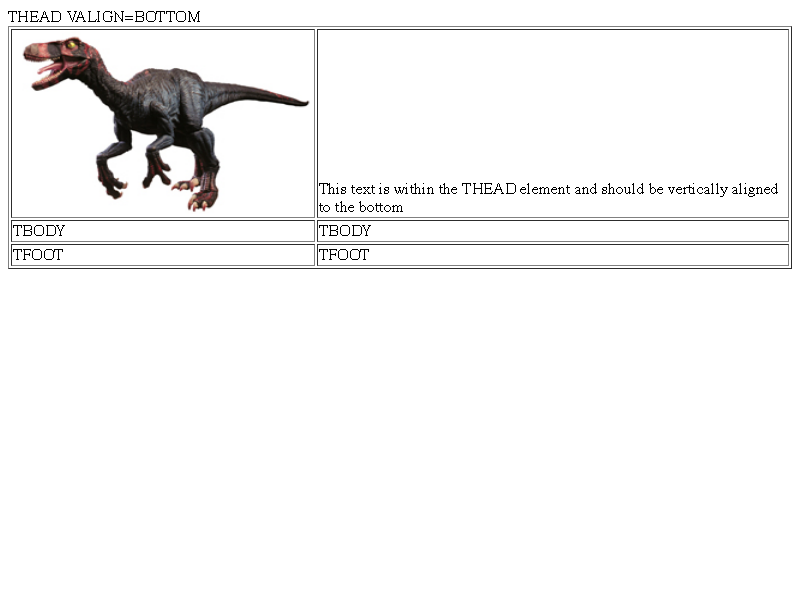 THEAD VALIGN=BOTTOM
This text is within the THEAD element and should be vertically aligned
to the bottom
TBODY
TBODY
TFOOT
TFOOT